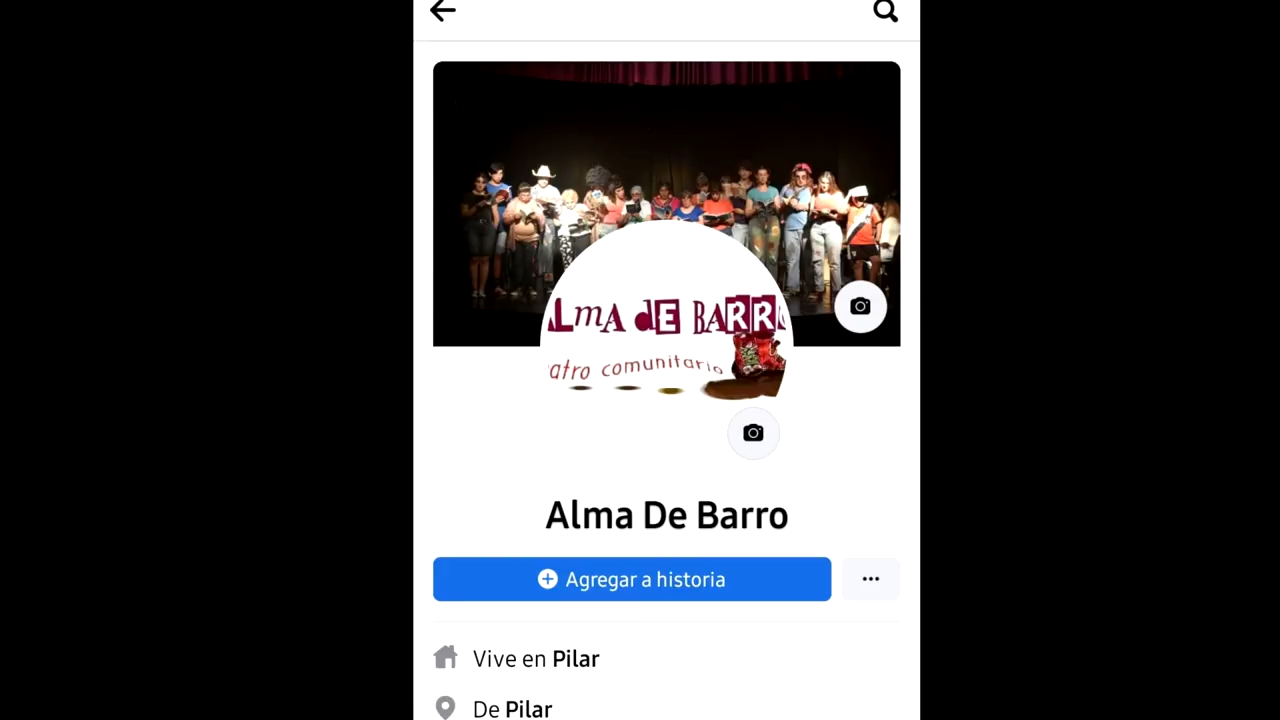 ALmA dE BARR
atro comunitario
Alma De Barro
Agregar a historia
Vive en Pilar
De Pilar